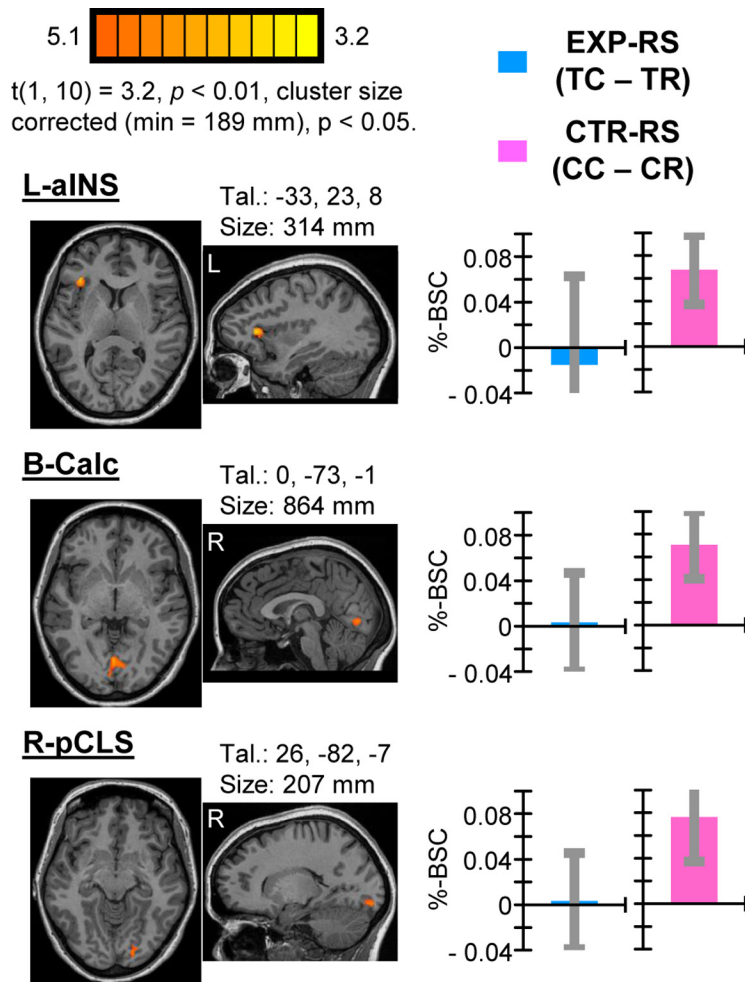 5.1 3.2
t(1, 10) = 3.2, p < 0.01, cluster size
corrected (min = 189 mm), p < 0.05.
EXP-RS
(TC – TR)
CTR-RS
(CC – CR)
L-aINS
Tal.: -33, 23, 8
Size: 314 mm
L
%-BSC
0.08
0.04
0
- 0.04
B-Calc
Tal.: 0, -73, -1
Size: 864 mm
R
%-BSC
0.08
0.04
0
- 0.04
R-pCLS
Tal.: 26, -82, -7
Size: 207 mm
R
%-BSC
0.08
0.04
0
- 0.04